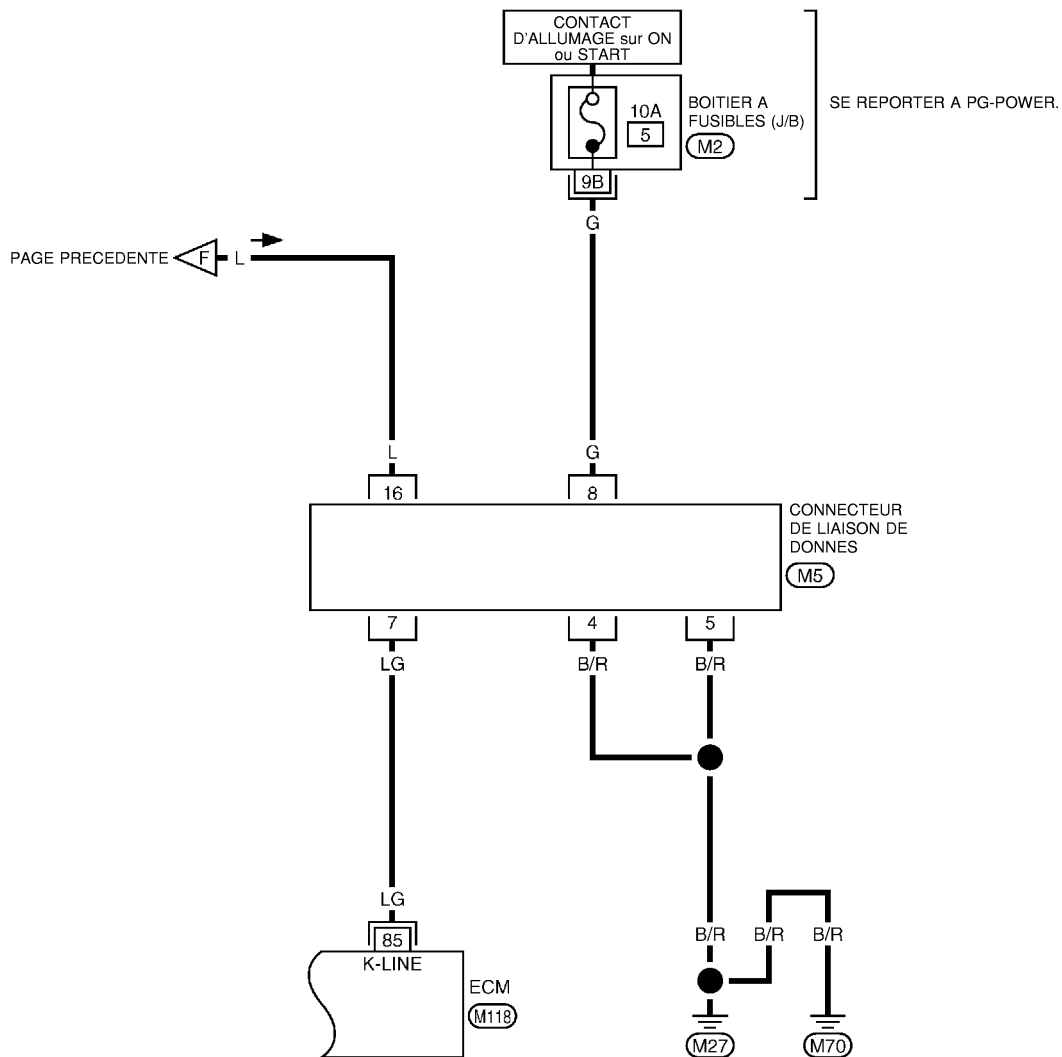 CONTACT
D'ALLUMAGE sur ON
ou START
10A
5
BOITIER A
FUSIBLES (J/B)
M2
SE REPORTER A PG-POWER.
9B
G
PAGE PRECEDENTE F L
L G
16 8
CONNECTEUR
DE LIAISON DE
DONNES
M5
7 4 5
LG B/R B/R
LG
85
K-LINE
ECM
M118
B/R B/R B/R
M27 M70